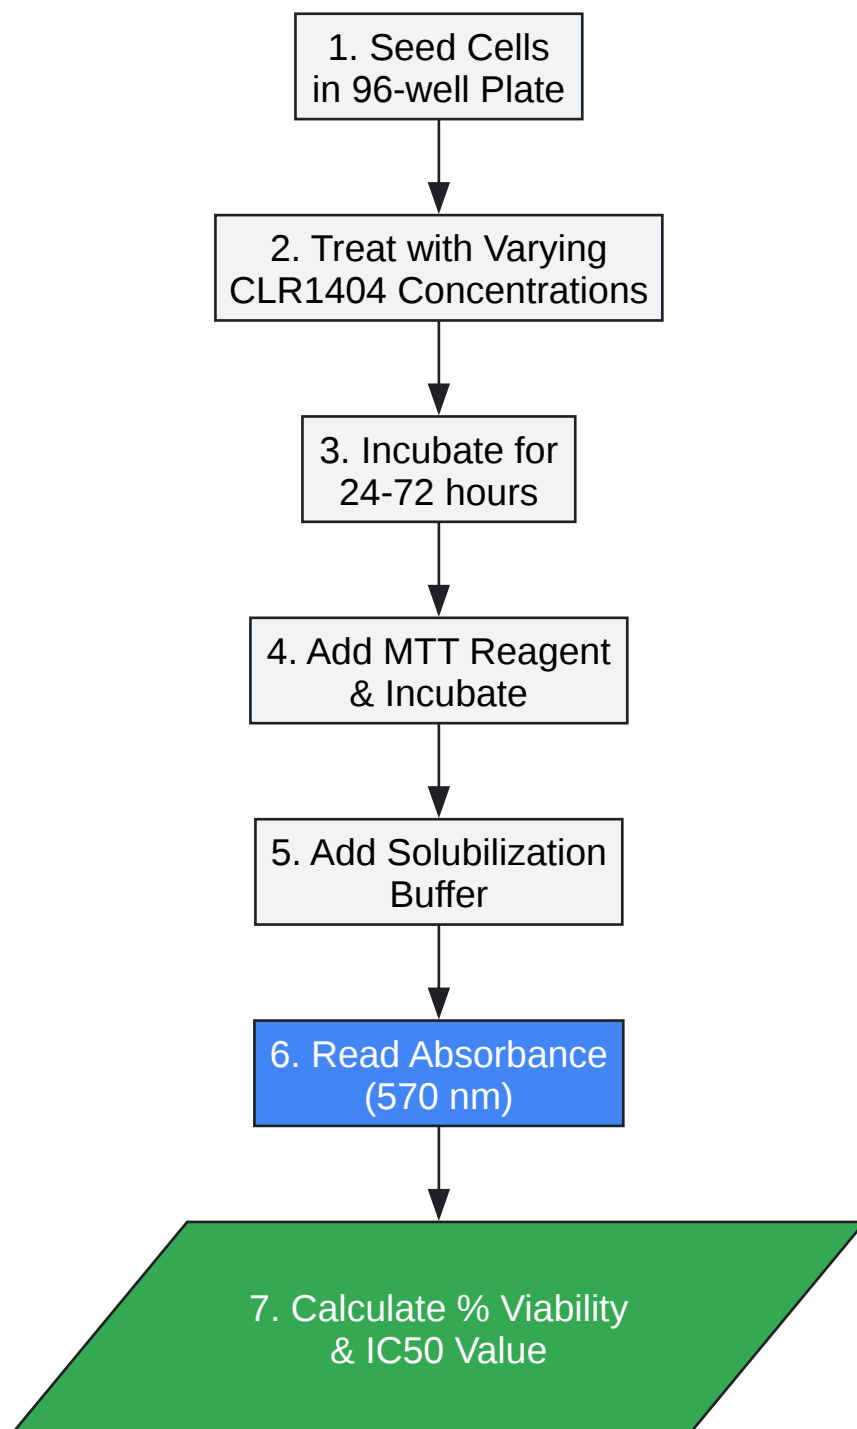 1. Seed Cells
in 96-well Plate
2. Treat with Varying
CLR1404 Concentrations
3. Incubate for
24-72 hours
4. Add MTT Reagent
& Incubate
5. Add Solubilization
Buffer
6. Read Absorbance
(570 nm)
7. Calculate % Viability
& IC50 Value